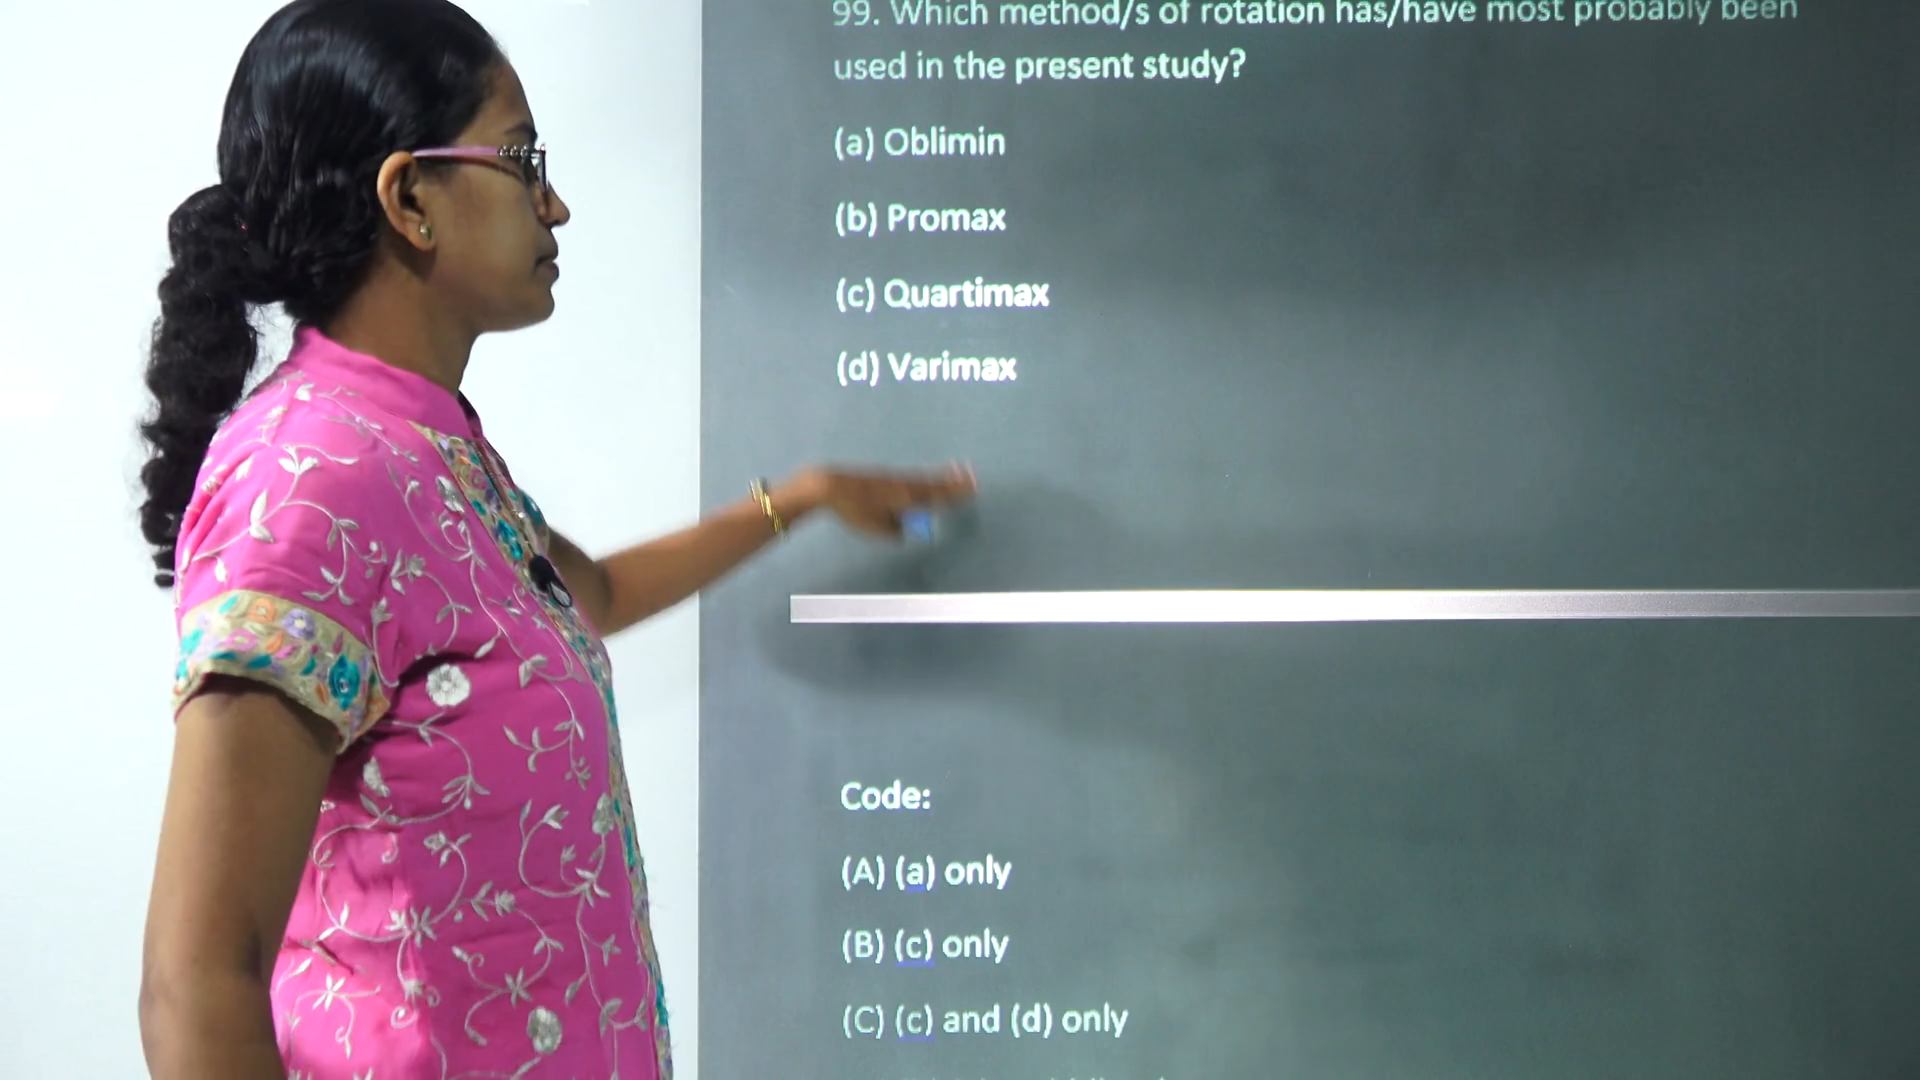 99. Which method/s of rotation has/have most probably been
used in the present study?
(a) Oblimin
(b) Promax
(c) Quartimax
(d) Varimax
Code:
(A) (a) only
(B) (c) only
(C) (c) and (d) only